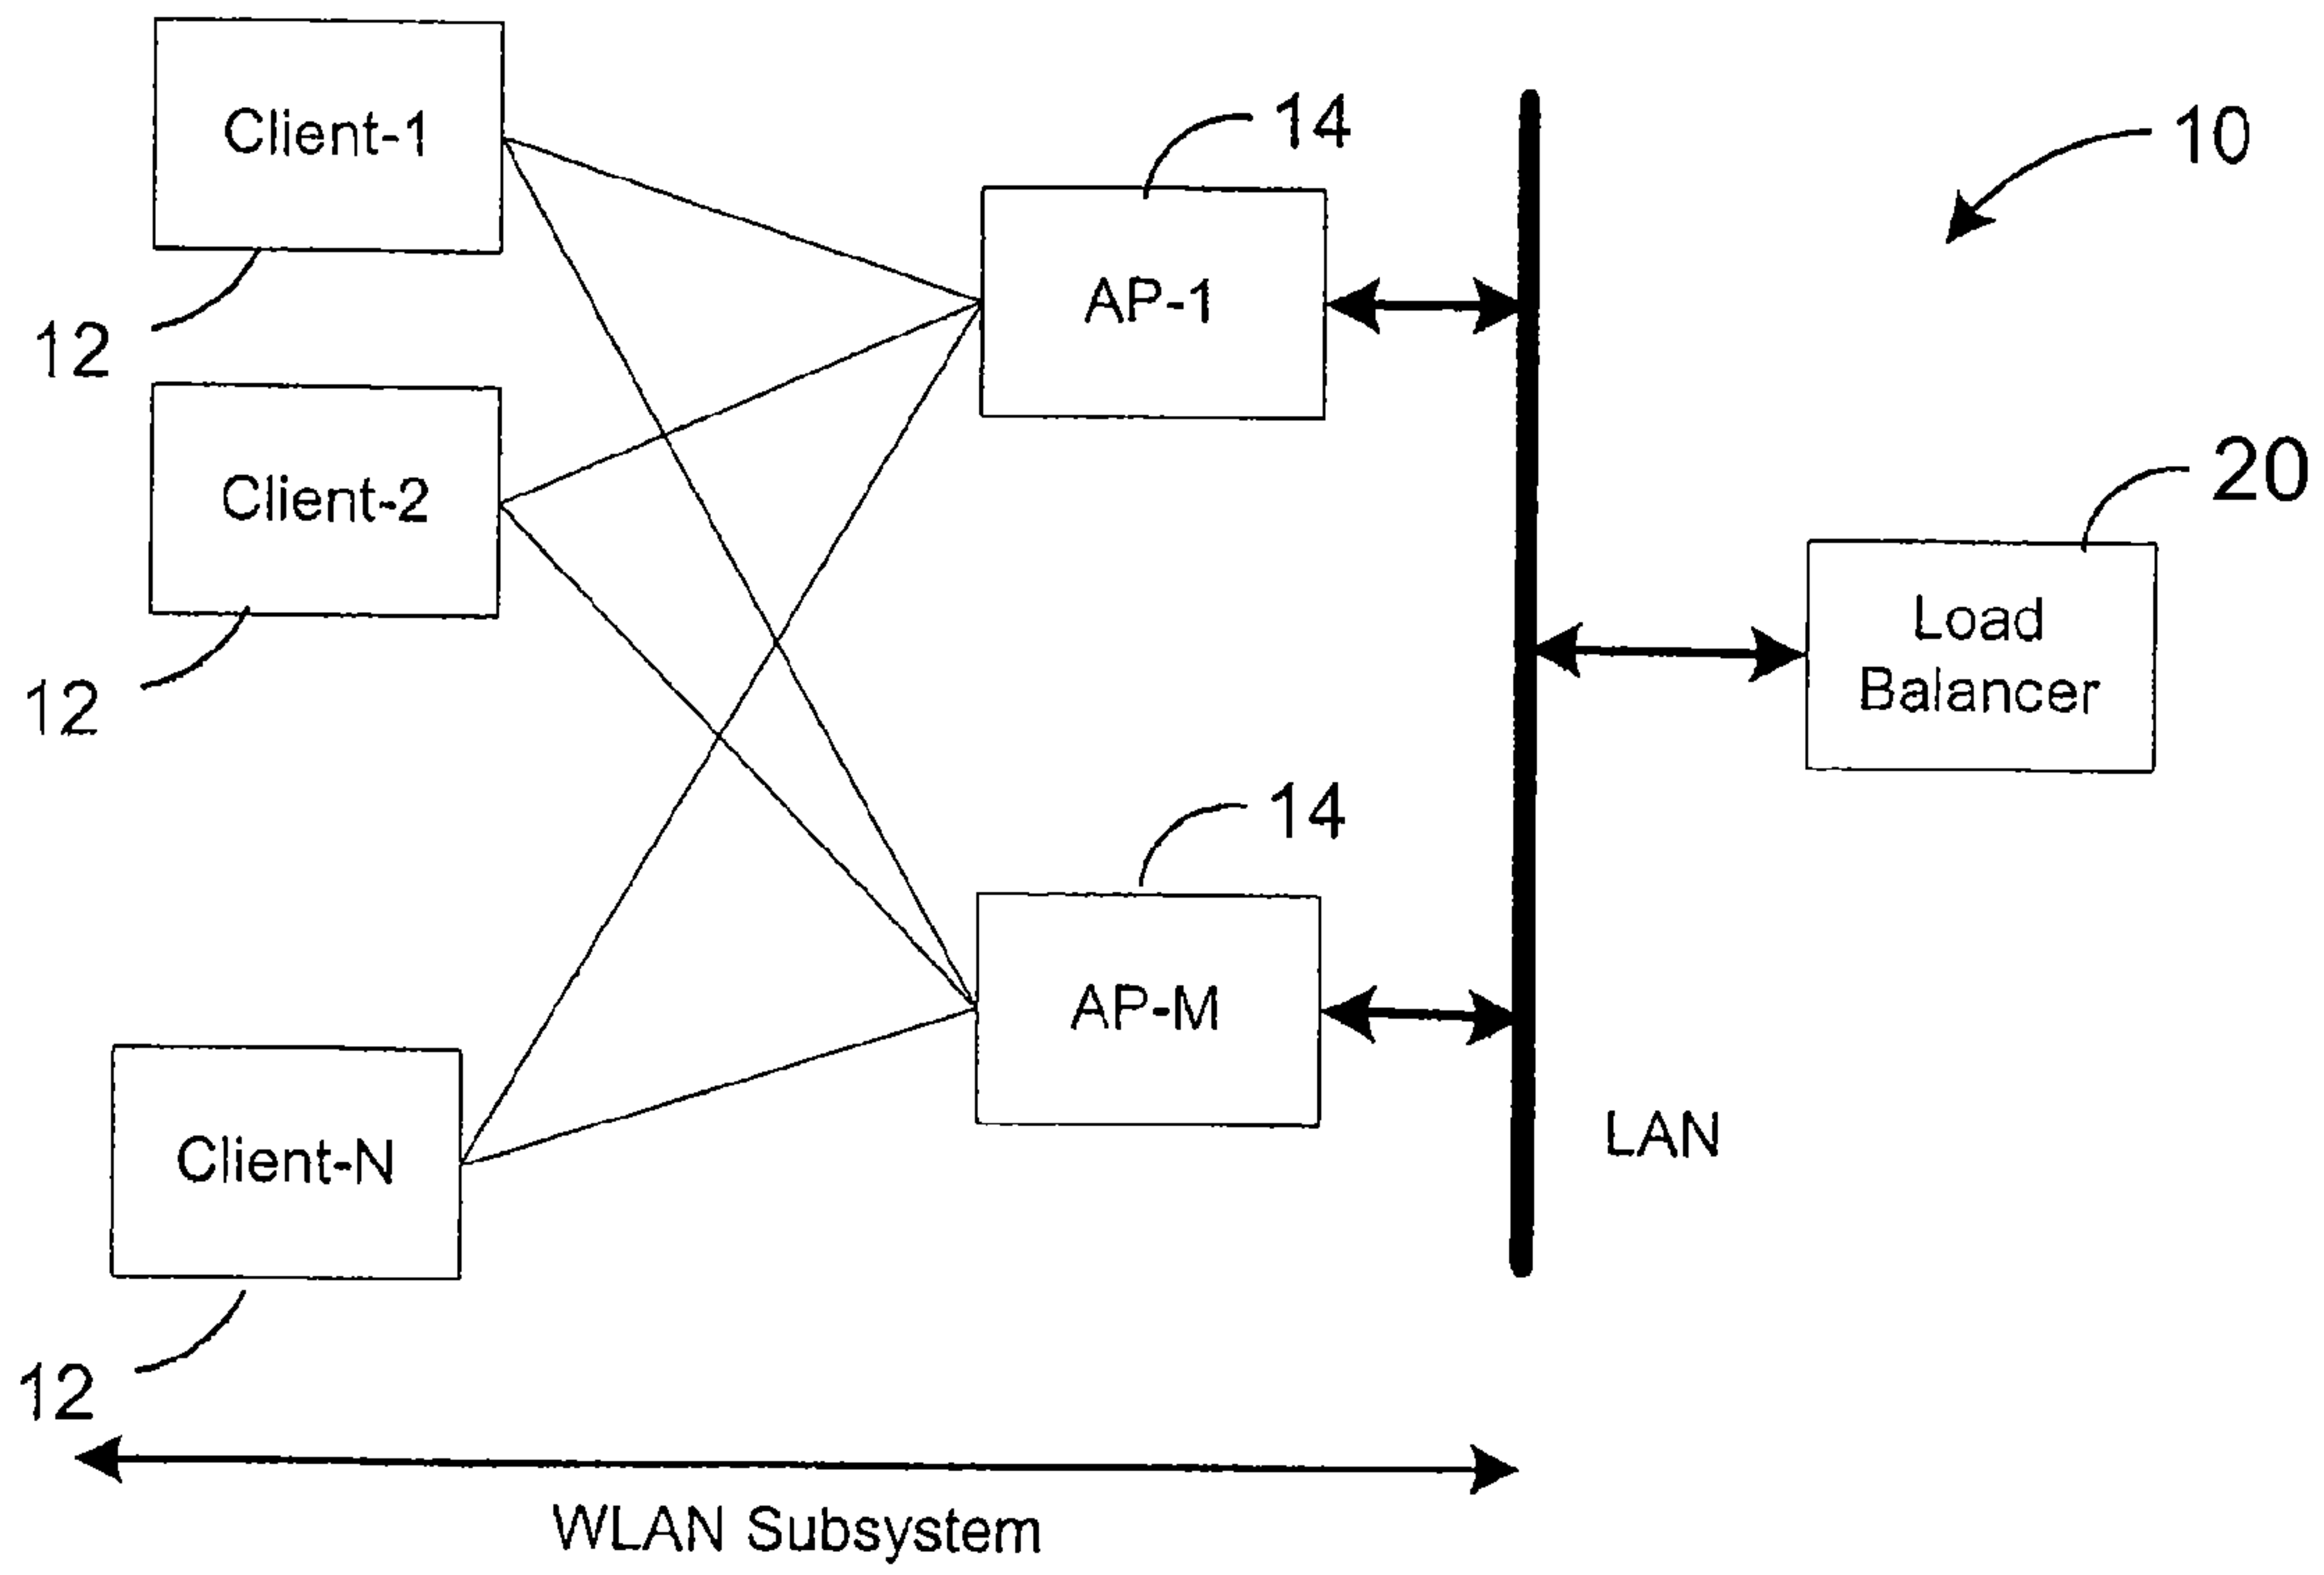 Client-1
14
10
12
AP-1
Client-2
20
12
Load
Balancer
14
AP-M
LAN
Client-N
12
WLAN Subsystem